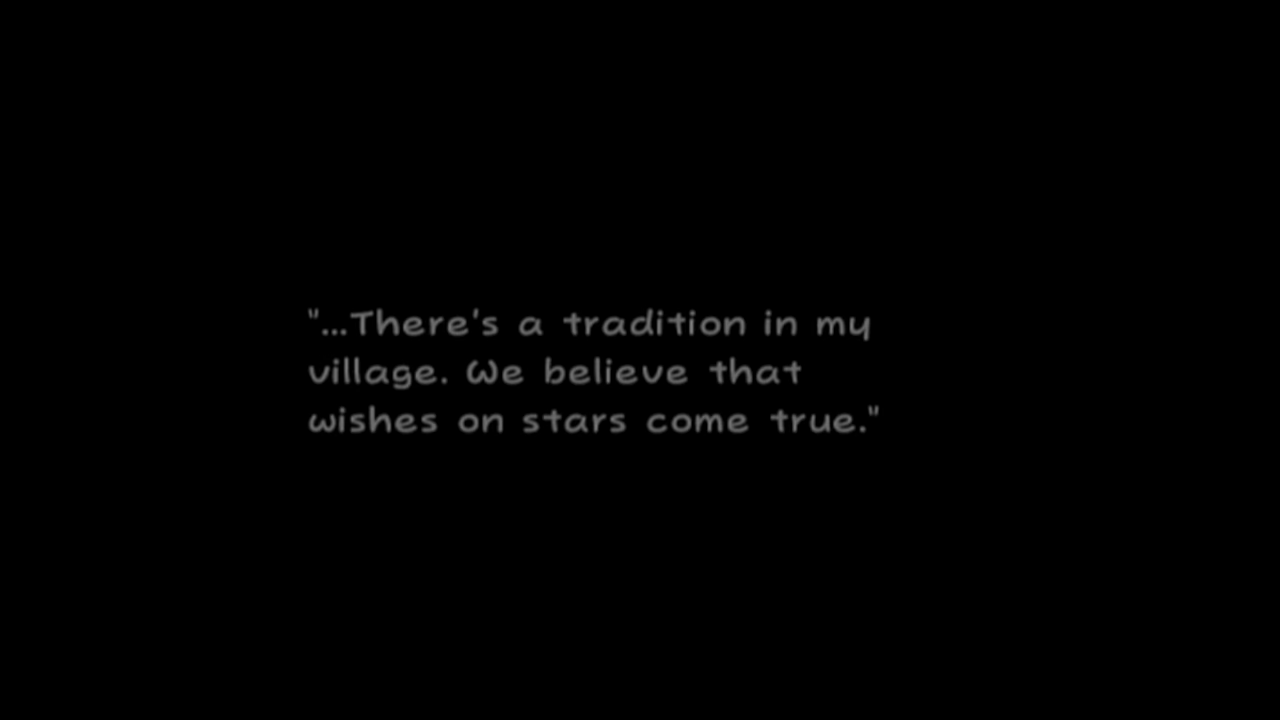 "...There's a tradition in my
village. We believe that
wishes on stars come true."